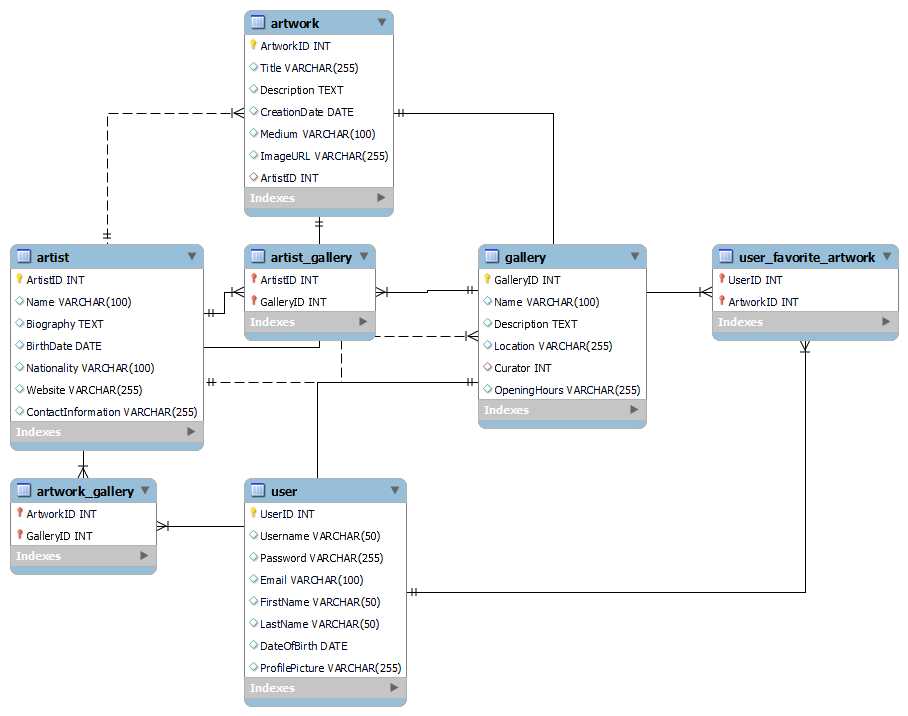 artwork
ArtworkID INT
Title VARCHAR(255)
Description TEXT
CreationDate DATE
Medium VARCHAR(100)
ImageURL VARCHAR(255)
ArtistID INT
Indexes
artist
ArtistID INT
Name VARCHAR(100)
Biography TEXT
BirthDate DATE
Nationality VARCHAR(100)
Website VARCHAR(255)
ContactInformation VARCHAR(255)
Indexes
artist_gallery
ArtistID INT
GalleryID INT
Indexes
gallery
GalleryID INT
Name VARCHAR(100)
Description TEXT
Location VARCHAR(255)
Curator INT
OpeningHours VARCHAR(255)
Indexes
user_favorite_artwork
UserID INT
ArtworkID INT
Indexes
artwork_gallery
ArtworkID INT
GalleryID INT
Indexes
user
UserID INT
Username VARCHAR(50)
Password VARCHAR(255)
Email VARCHAR(100)
FirstName VARCHAR(50)
LastName VARCHAR(50)
DateOfBirth DATE
ProfilePicture VARCHAR(255)
Indexes